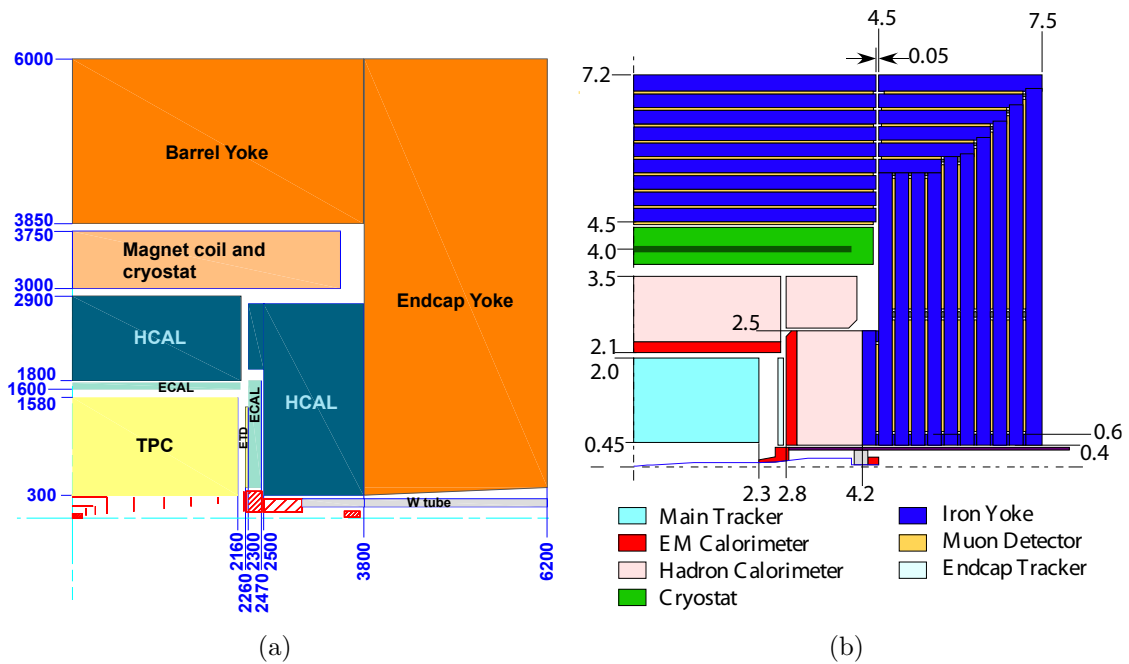 6000
Barrel Yoke
3850
3750
Magnet coil and
cryostat
3000
2900
Endcap Yoke
HCAL
1800
1600
ECAL
1580
TPC
ETD
ECAL
HCAL
300
W tube
2160
2260
2300
2470
2500
3800
6200
(a)
4.5
7.5
0.05
7.2
4.5
4.0
3.5
2.5
2.1
2.0
0.45
0.6
0.4
2.3
2.8
4.2
Main Tracker
EM Calorimeter
Hadron Calorimeter
Cryostat
Iron Yoke
Muon Detector
Endcap Tracker
(b)